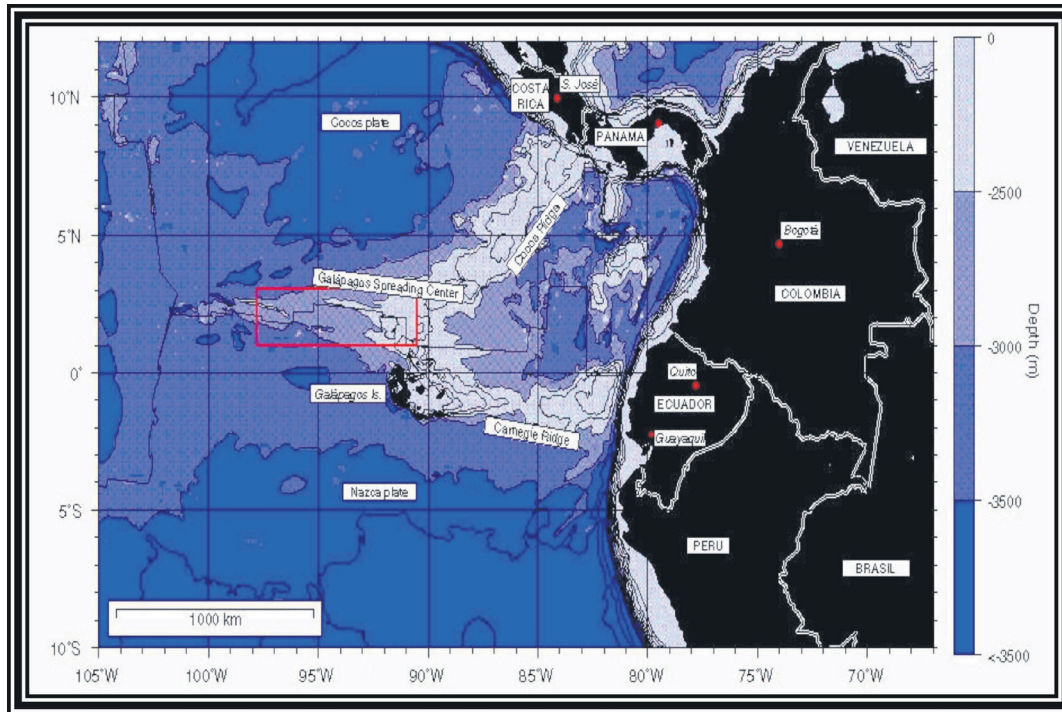 0
10°N
COSTA
RICA
S. José
Cocos plate
PANAMA
VENEZUELA
-2500
Cocos Ridge
5°N
Bogotá
Galápagos Spreading Center
COLOMBIA
Depth (m)
-3000
0°
Quito
Galápagos Is.
ECUADOR
Carnegie Ridge
Guayaquil
Nazca plate
-3500
5°S
PERU
BRASIL
1000 km
10°S
<-3500
105°W
100°W
95°W
90°W
85°W
80°W
75°W
70°W